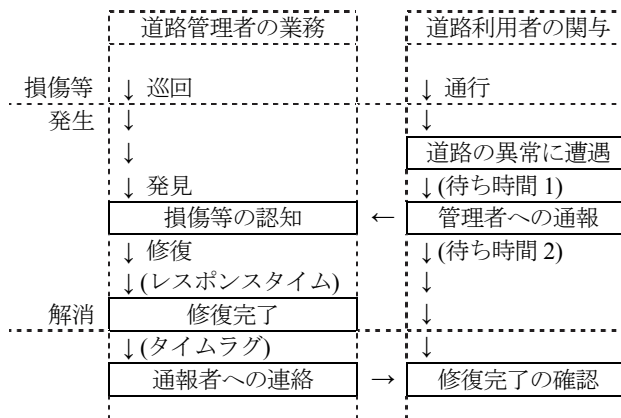 道路管理者の業務 道路利用者の関与
損傷等 ↓ 巡回 ↓ 通行
発生 ↓ ↓
↓ 道路の異常に遭遇
↓ 発見 ↓(待ち時間 1)
損傷等の認知 ← 管理者への通報
↓ 修復 ↓(待ち時間 2)
↓(レスポンスタイム) ↓
解消 修復完了 ↓
↓(タイムラグ) ↓
通報者への連絡 → 修復完了の確認